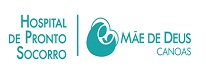 HOSPITAL
DE PRONTO
SOCORRO
MÃE DE DEUS
CANOAS